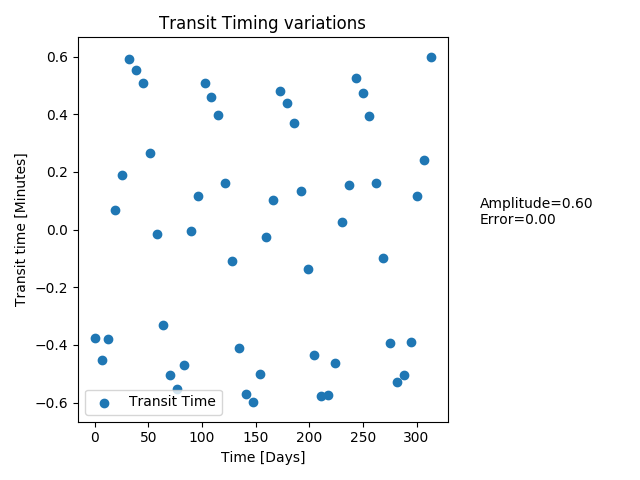 Transit Timing variations
Transit time [Minutes]
0.6
0.4
0.2
0.0
−0.2
−0.4
−0.6
Transit Time
0
50
100
150
200
250
300
Time [Days]
Amplitude=0.60
Error=0.00